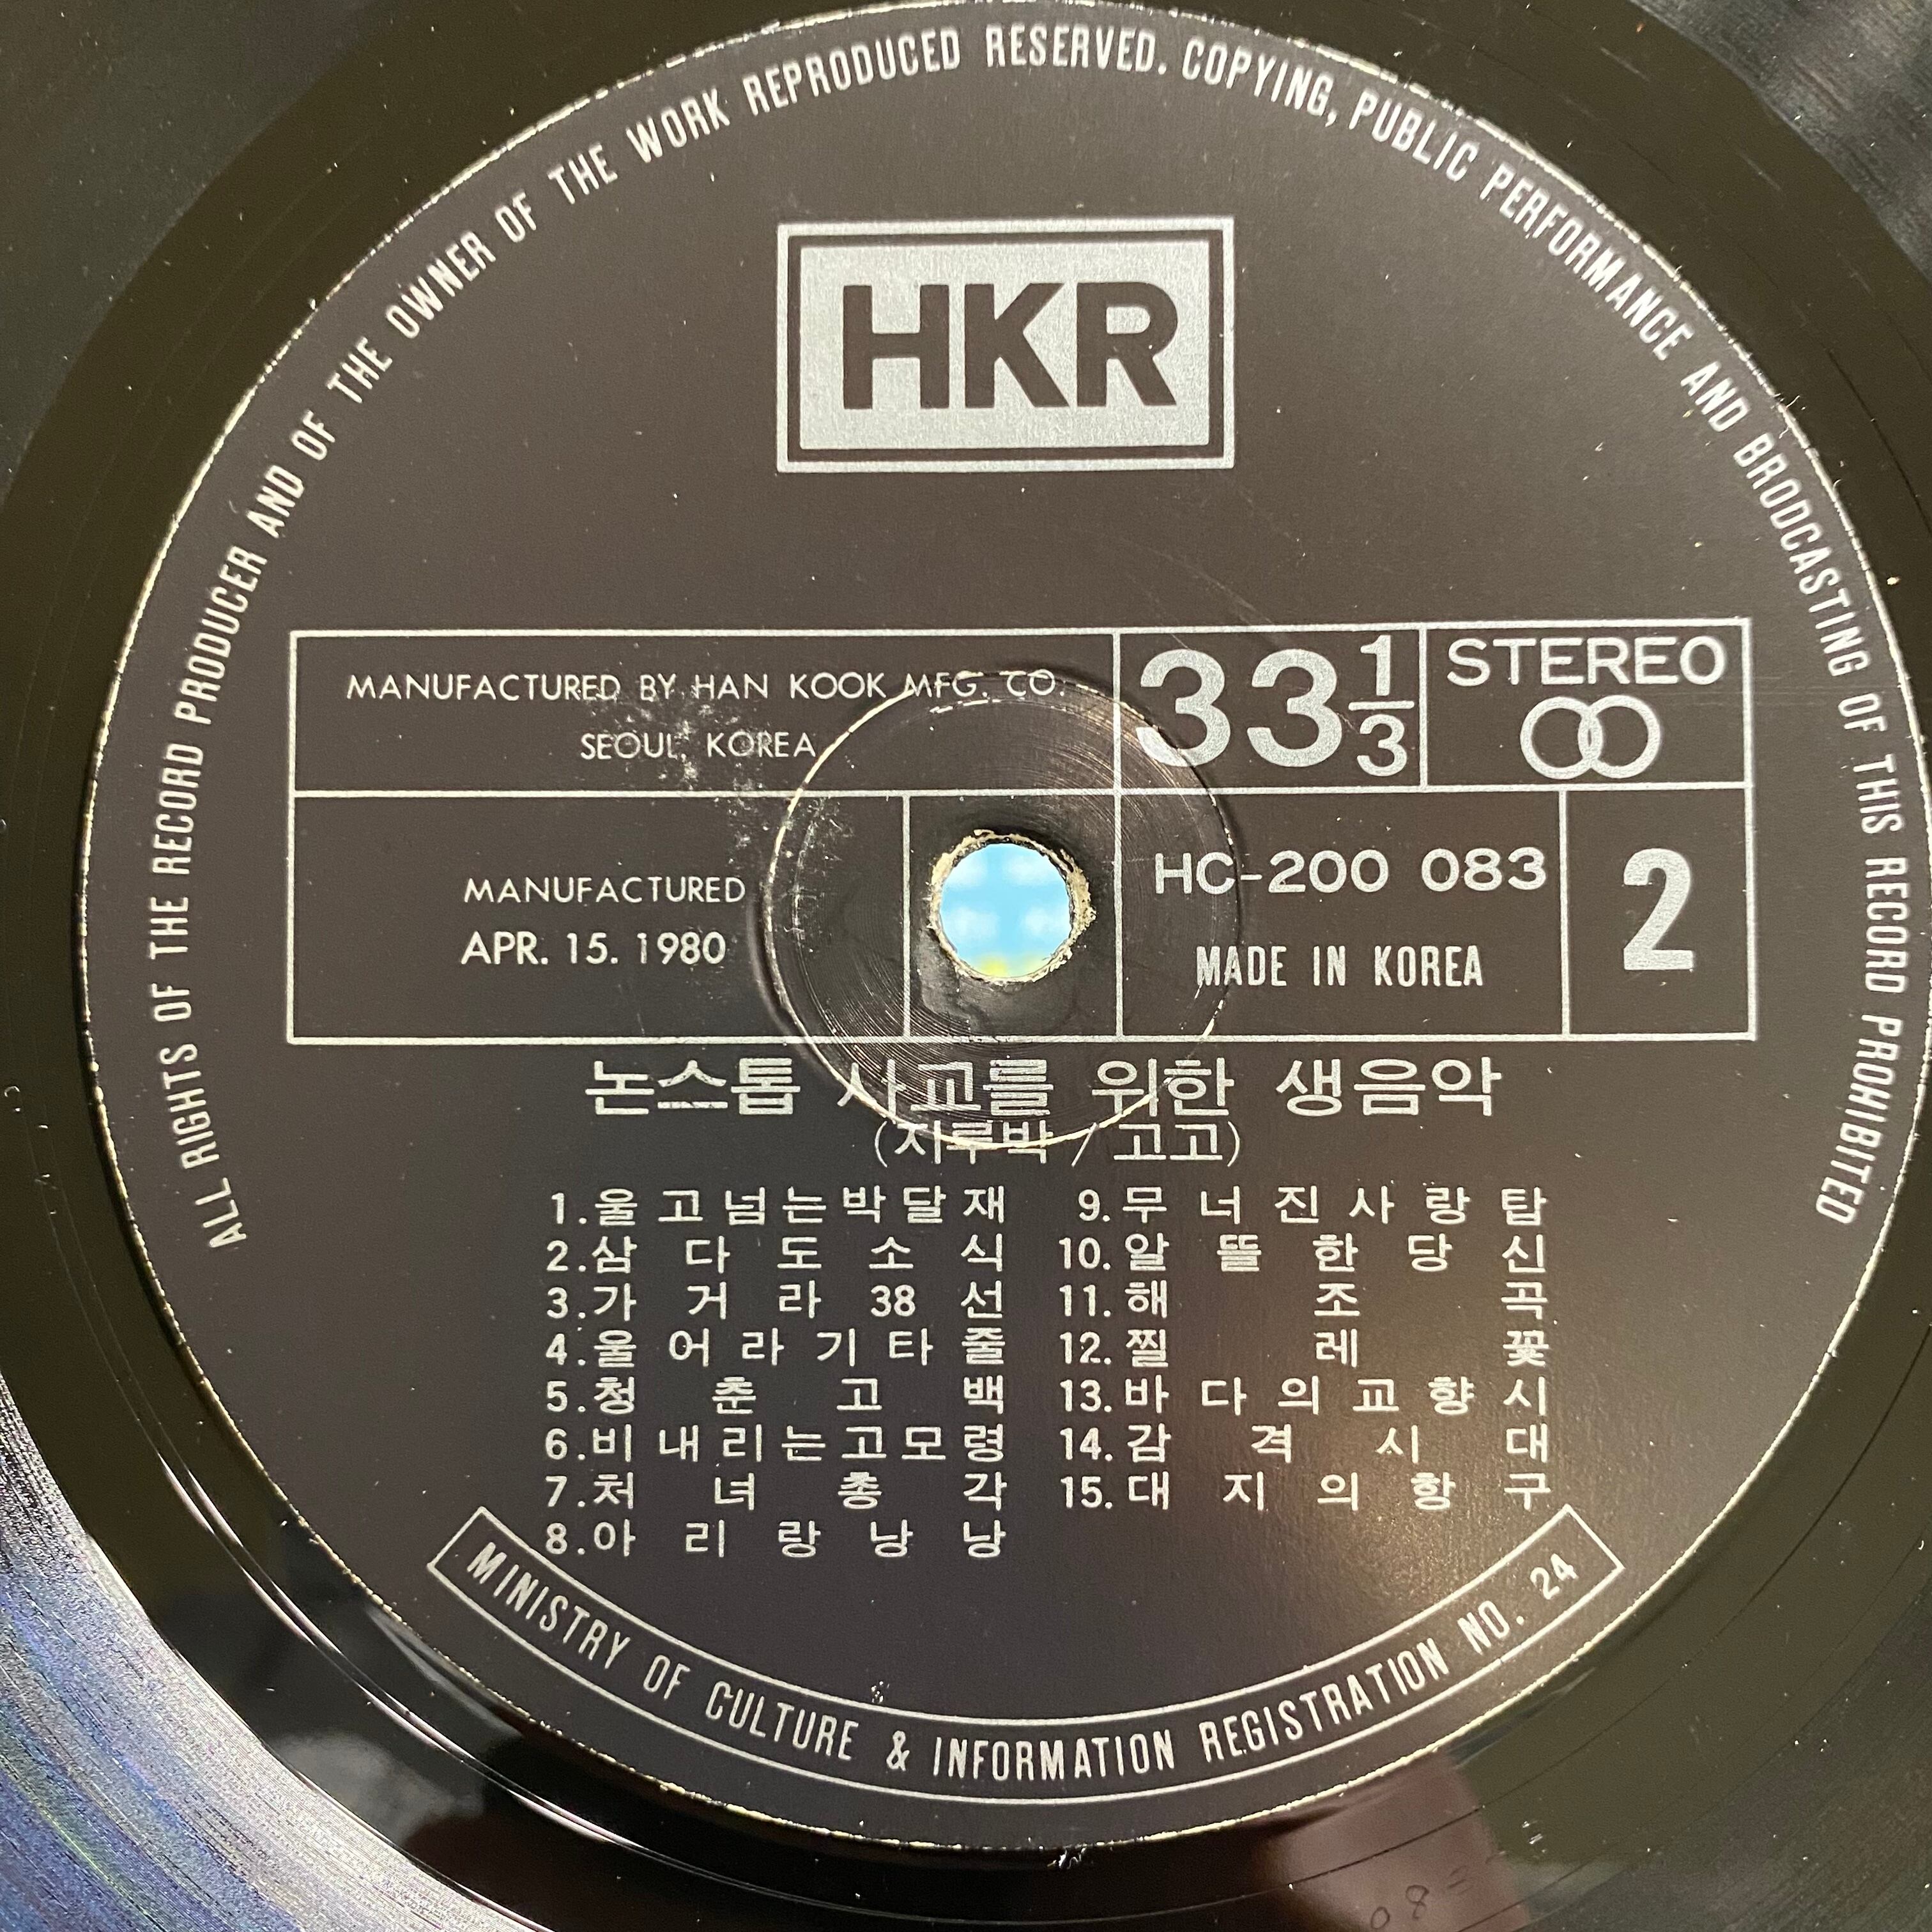 ALL RIGHTS OF THE RECORD PRODUCER AND OF THE OWNER OF THE WORK REPRODUCED RESERVED. COPYING, PUBLIC PERFORMANCE AND BRODCASTING OF THIS RECORD PROHIBITED
HKR
MANUFACTURED BY HAN KOOK MFG. CO.
SEOUL, KOREA
33 1/3
STEREO
MANUFACTURED
APR. 15. 1980
HC-200 083
MADE IN KOREA
2
논스톱 사교를 위한 생음악
(지루박 / 고고)
1.울고넘는박달재
2.삼다도소식
3.가거라38선
4.울어라기타줄
5.청춘고백
6.비내리는고모령
7.처녀총각
8.아리랑낭낭
9.무너진사랑탑
10.알뜰한당신
11.해조곡
12.찔레꽃
13.바다의교향시
14.감격시대
15.대지의항구
MINISTRY OF CULTURE & INFORMATION REGISTRATION NO. 24